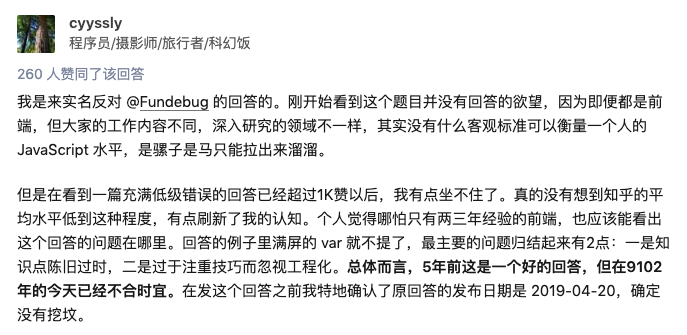 cyyssly
程序员/摄影师/旅行者/科幻饭
260 人赞同了该回答
我是来实名反对 @Fundebug 的回答的。刚开始看到这个题目并没有回答的欲望，因为即便都是前
端，但大家的工作内容不同，深入研究的领域不一样，其实没有什么客观标准可以衡量一个人的
JavaScript 水平，是骡子是马只能拉出来溜溜。
但是在看到一篇充满低级错误的回答已经超过1K赞以后，我有点坐不住了。真的没有想到知乎的平
均水平低到这种程度，有点刷新了我的认知。个人觉得哪怕只有两三年经验的前端，也应该能看出
这个回答的问题在哪里。回答的例子里满屏的 var 就不提了，最主要的问题归结起来有2点：一是知
识点陈旧过时，二是过于注重技巧而忽视工程化。总体而言，5年前这是一个好的回答，但在9102
年的今天已经不合时宜。在发这个回答之前我特地确认了原回答的发布日期是 2019-04-20，确定
没有挖坟。